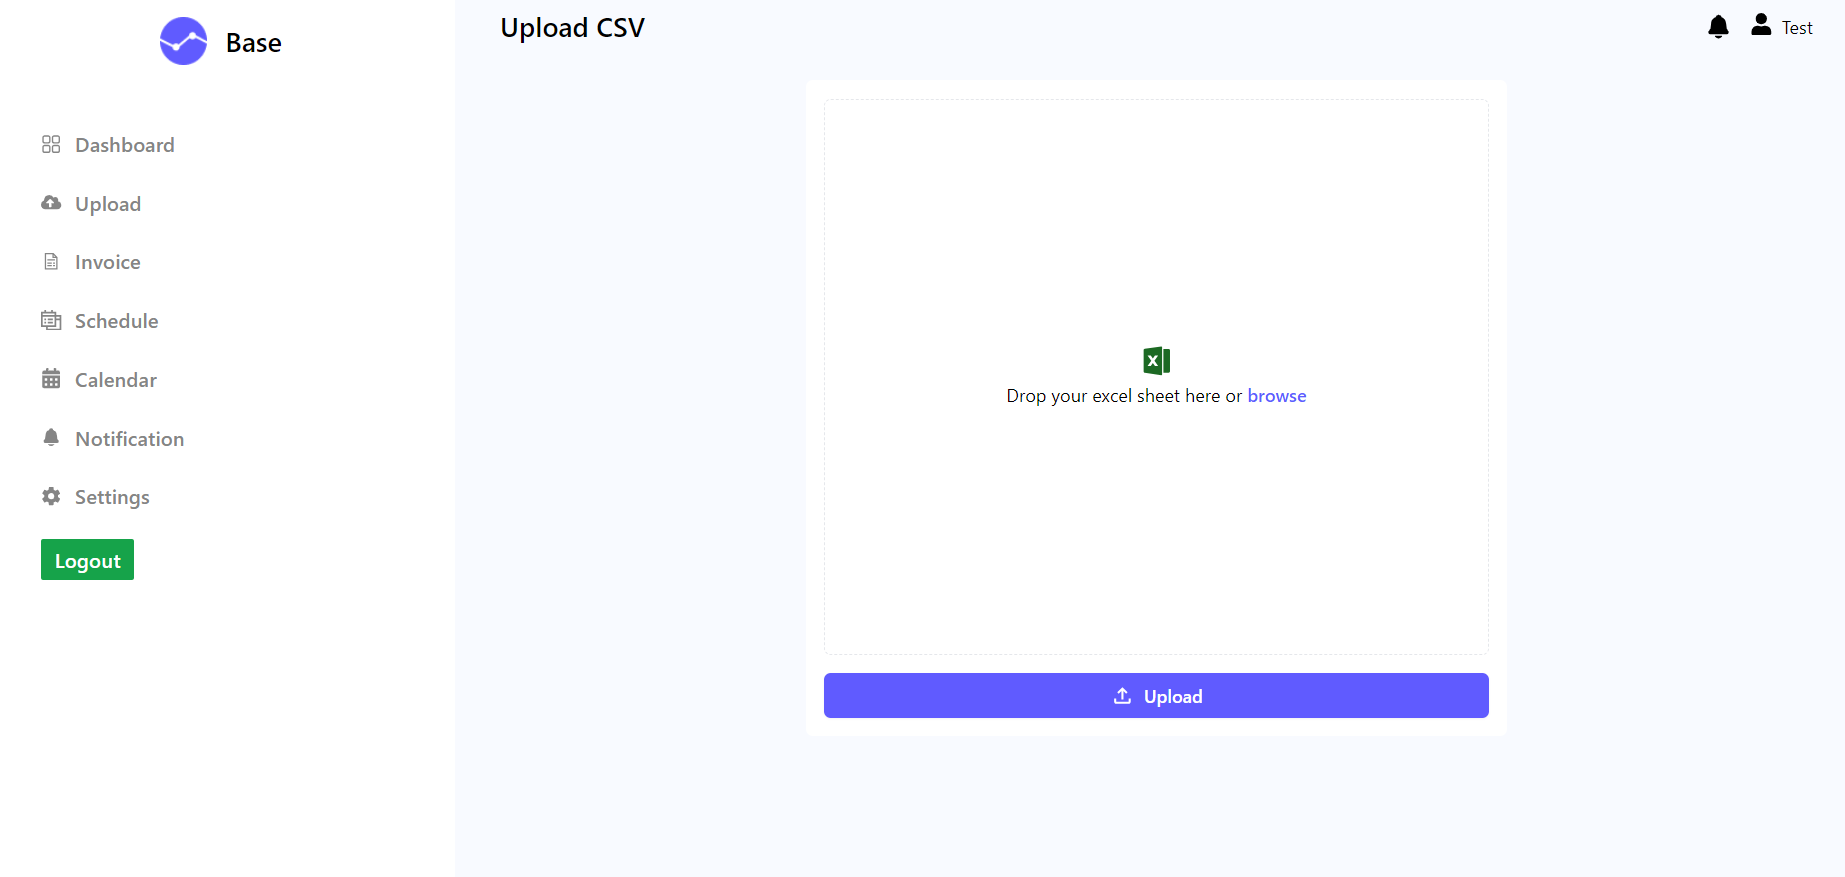 Base
Dashboard
Upload
Invoice
Schedule
Calendar
Notification
Settings
Logout
Upload CSV
Test
Drop your excel sheet here or browse
Upload